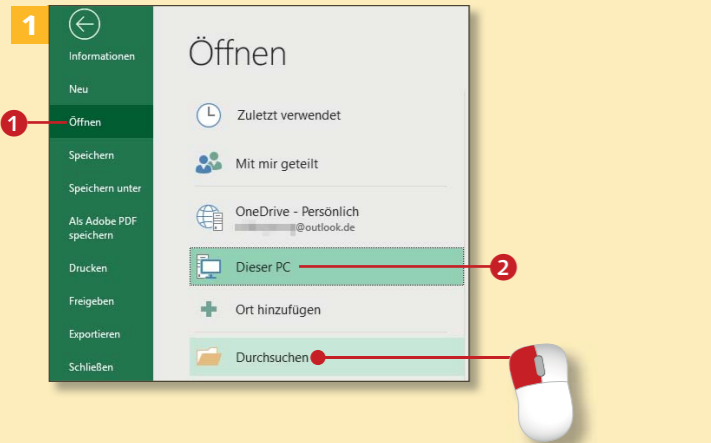 1
Informationen
Neu
Öffnen
Speichern
Speichern unter
Als Adobe PDF
speichern
Drucken
Freigeben
Exportieren
Schließen
1
Öffnen
Zuletzt verwendet
Mit mir geteilt
OneDrive - Persönlich
@outlook.de
Dieser PC
2
Ort hinzufügen
Durchsuchen